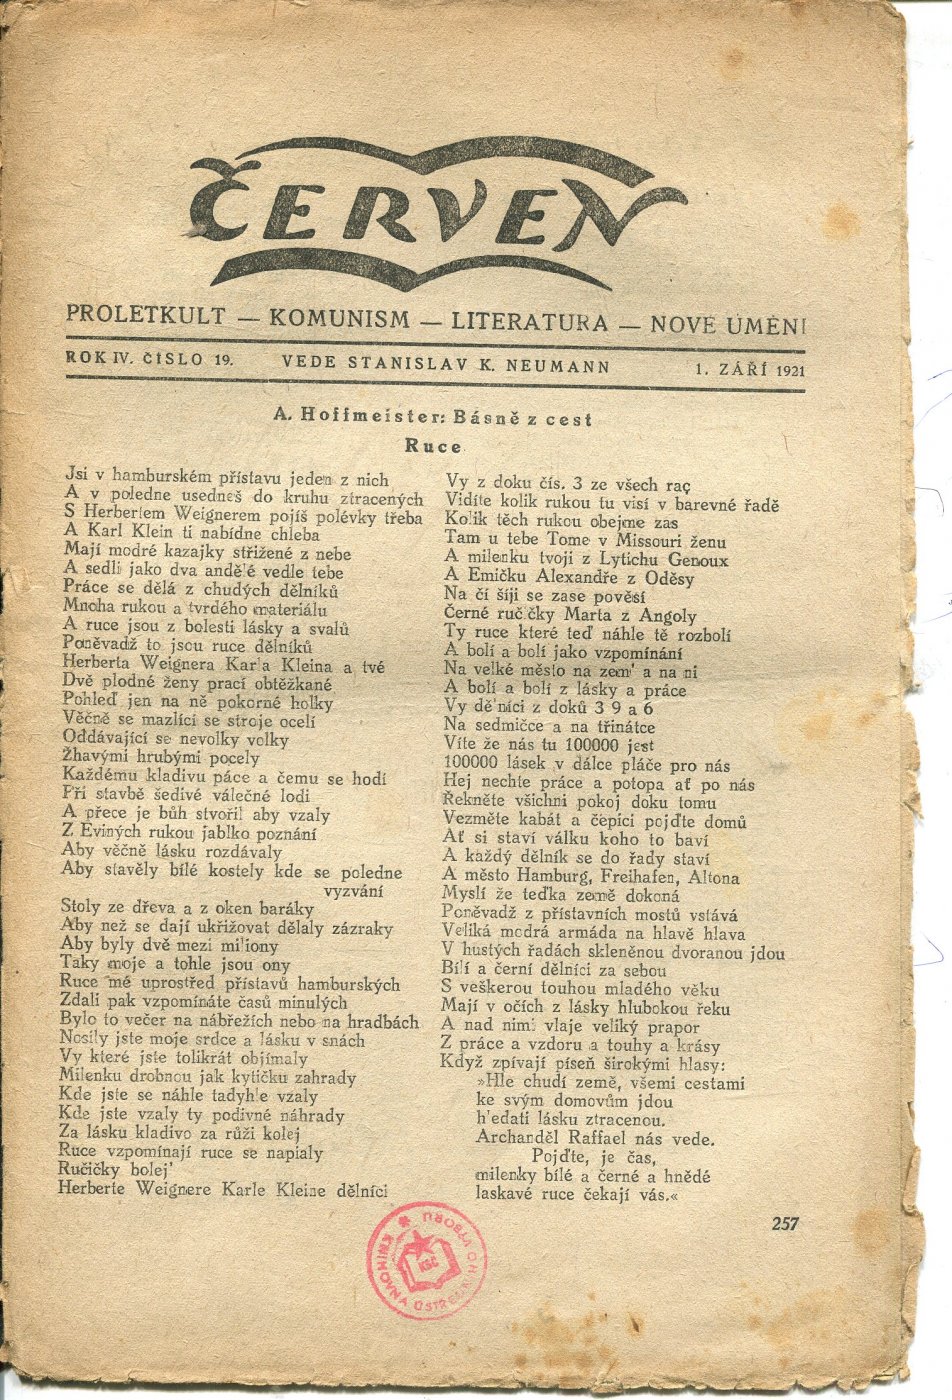 ČERVEN
PROLETKULT — KOMUNISM — LITERATURA — NOVÉ UMĚNÍ
ROK IV. ČÍSLO 19. VEDE STANISLAV K. NEUMANN 1. ZÁŘÍ 1921
A. Hoffmeister: Básně z cest
Ruce
Jsi v hamburském přístavu jeden z nich
A v poledne usedneš do kruhu ztracených
S Herbertem Weignerem pojíš polévky třeba
A Karl Klein ti nabídne chleba
Mají modré kazajky střižené z nebe
A sedli jako dva andělé vedle tebe
Práce se dělá z chudých dělníků
Mnoha rukou a tvrdého materiálu
A ruce jsou z bolesti lásky a svalů
Poněvadž to jsou ruce dělníků
Herberta Weignera Karla Kleina a tvé
Dvě plodné ženy prací obtěžkané
Pohleď jen na ně pokorné holky
Věčně se mazlící se stroje ocelí
Oddávající se nevolky volky
Žhavými hrubými pocely
Každému kladivu páce a čemu se hodí
Při stavbě šedivé válečné lodi
A přece je bůh stvořil aby vzaly
Z Eviných rukou jablko poznání
Aby věčně lásku rozdávaly
Aby stavěly bílé kostely kde se poledne
vyzvání
Stoly ze dřeva a z oken baráky
Aby než se dají ukřižovat dělaly zázraky
Aby byly dvě mezi miliony
Taky moje a tohle jsou ony
Ruce mé uprostřed přístavů hamburských
Zdali pak vzpomínáte časů minulých
Bylo to večer na nábřežích nebo na hradbách
Nosily jste moje srdce a lásku v snách
Vy které jste tolikrát objímaly
Milenku drobnou jak kytičku zahrady
Kde jste se náhle tadyhle vzaly
Kde jste vzaly ty podivné náhrady
Za lásku kladivo za růži kolej
Ruce vzpomínají ruce se napialy
Ručičky bolej'
Herberte Weignere Karle Kleine dělníci
Vy z doku čís. 3 ze všech raç
Vidíte kolik rukou tu visí v barevné řadě
Kolik těch rukou obejme zas
Tam u tebe Tome v Missouri ženu
A milenku tvoji z Lytichu Genoux
A Emičku Alexandře z Oděsy
Na čí šíji se zase pověsí
Černé ručičky Marta z Angoly
Ty ruce které teď náhle tě rozbolí
A bolí a bolí jako vzpomínání
Na velké město na zem' a na ni
A bolí a bolí z lásky a práce
Vy dělníci z doků 3 9 a 6
Na sedmičce a na třinátce
Víte že nás tu 100000 jest
100000 lásek v dálce pláče pro nás
Hej nechte práce a potopa ať po nás
Řekněte všichni pokoj doku tomu
Vezměte kabát a čepici pojďte domů
Ať si staví válku koho to baví
A každý dělník se do řady staví
A město Hamburg, Freihafen, Altona
Myslí že teďka země dokoná
Poněvadž z přístavních mostů vstává
Veliká modrá armáda na hlavě hlava
V hustých řadách skleněnou dvoranou jdou
Bílí a černí dělníci za sebou
S veškerou touhou mladého věku
Mají v očích z lásky hlubokou řeku
A nad nimi vlaje veliký prapor
Z práce a vzdoru a touhy a krásy
Když zpívají píseň širokými hlasy:
»Hle chudí země, všemi cestami
ke svým domovům jdou
hledati lásku ztracenou.
Archanděl Raffael nás vede.
Pojďte, je čas,
milenky bílé a černé a hnědé
laskavé ruce čekají vás.«
257
KNIHOVNA ÚSTŘEDNÍHO VÝBORU
KSČ